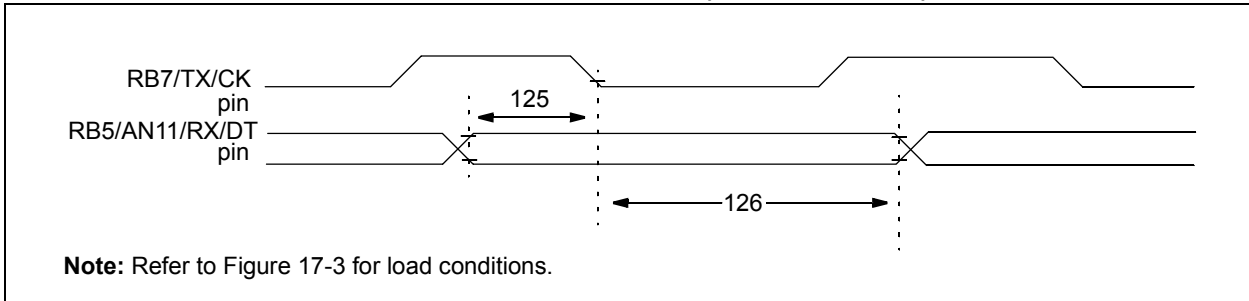 RB7/TX/CK
pin
125
RB5/AN11/RX/DT
pin
126
Note: Refer to Figure 17-3 for load conditions.